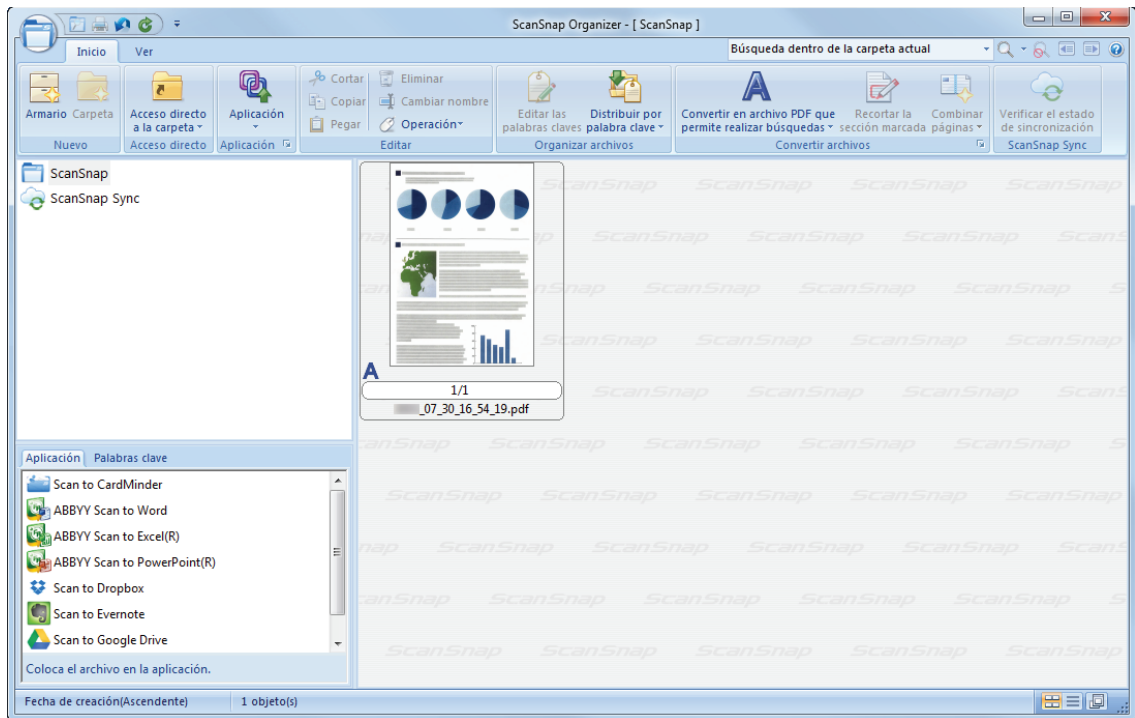 ScanSnap Organizer - [ ScanSnap ]
Inicio
Ver
Búsqueda dentro de la carpeta actual
Armario
Carpeta
Nuevo
Acceso directo
a la carpeta
Acceso directo
Aplicación
Aplicación
Cortar
Copiar
Pegar
Eliminar
Cambiar nombre
Operación
Editar
Editar las
palabras claves
Distribuir por
palabra clave
Organizar archivos
Convertir en archivo PDF que
permite realizar búsquedas
Recortar la
sección marcada
Combinar
páginas
Convertir archivos
Verificar el estado
de sincronización
ScanSnap Sync
ScanSnap
ScanSnap Sync
A
1/1
_07_30_16_54_19.pdf
Aplicación
Palabras clave
Scan to CardMinder
ABBYY Scan to Word
ABBYY Scan to Excel(R)
ABBYY Scan to PowerPoint(R)
Scan to Dropbox
Scan to Evernote
Scan to Google Drive
Coloca el archivo en la aplicación.
Fecha de creación(Ascendente)
1 objeto(s)